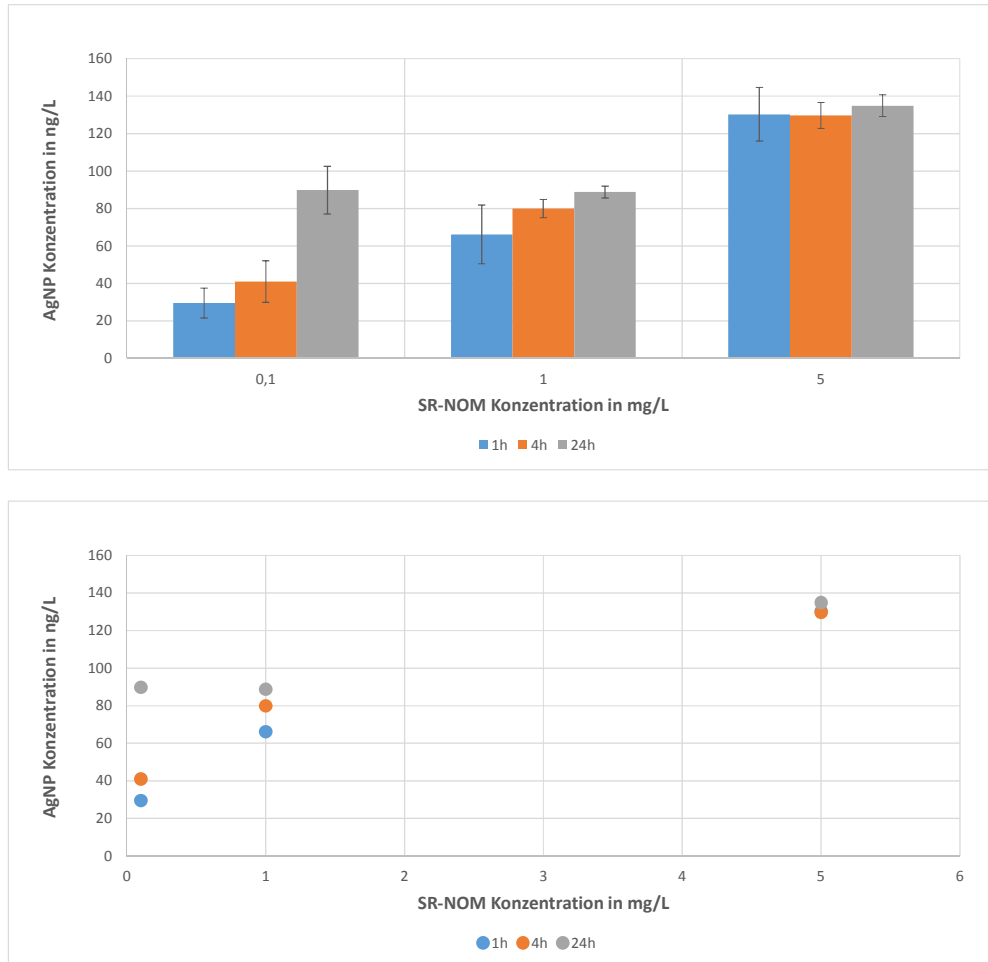 160
140
120
100
80
60
40
20
0
AgNP Konzentration in ng/L
0,1 1 5
SR-NOM Konzentration in mg/L
1h 4h 24h
160
140
120
100
80
60
40
20
0
AgNP Konzentration in ng/L
0 1 2 3 4 5 6
SR-NOM Konzentration in mg/L
1h 4h 24h